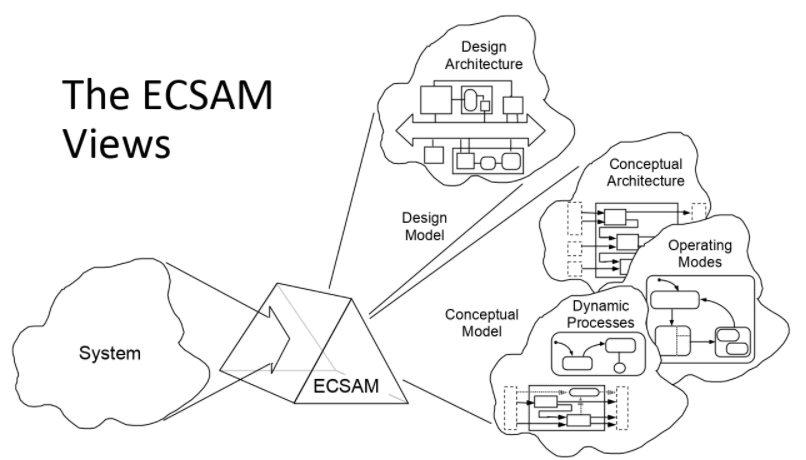 The ECSAM
Views
Design
Architecture
Conceptual
Architecture
Design
Model
Operating
Modes
Conceptual
Model
Dynamic
Processes
System
ECSAM